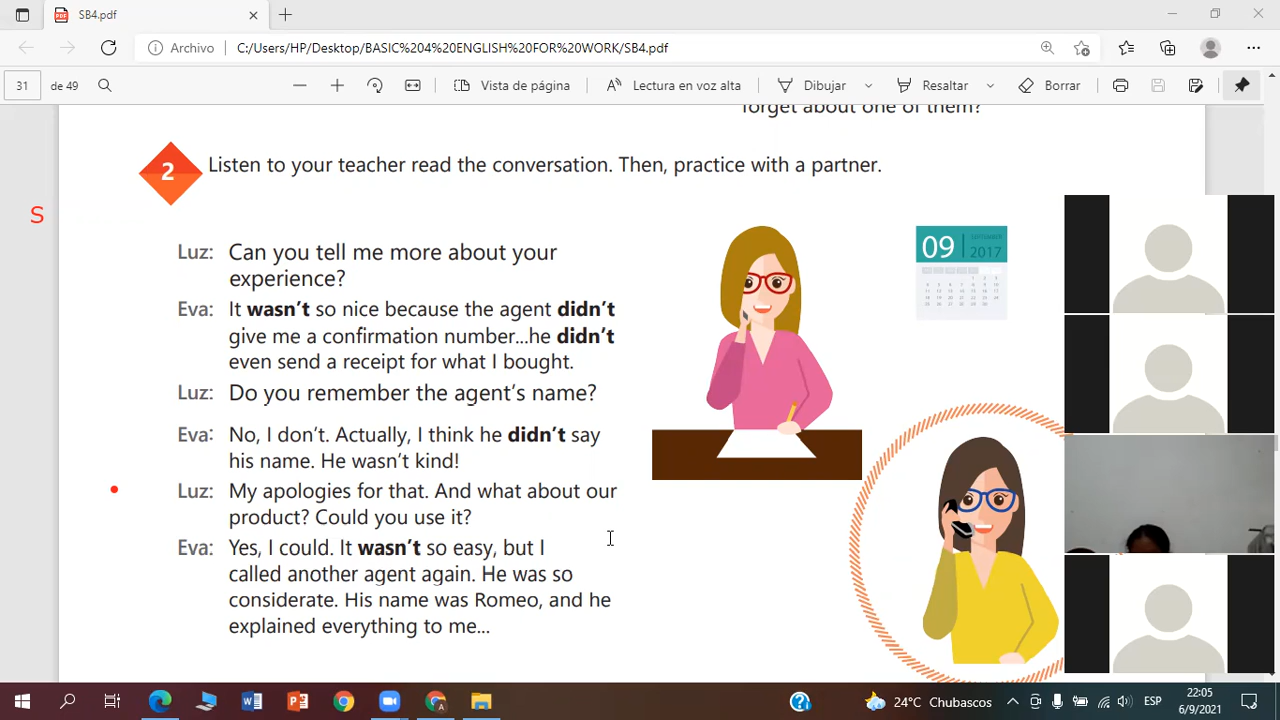 SB4.pdf
Archivo
C:/Users/HP/Desktop/BASIC%204%20ENGLISH%20FOR%20WORK/SB4.pdf
31 de 49
Vista de página
Lectura en voz alta
Dibujar
Resaltar
Borrar
forget about one of them?
2
Listen to your teacher read the conversation. Then, practice with a partner.
S
Luz: Can you tell me more about your
experience?
Eva: It wasn't so nice because the agent didn't
give me a confirmation number...he didn't
even send a receipt for what I bought.
Luz: Do you remember the agent's name?
Eva: No, I don't. Actually, I think he didn't say
his name. He wasn't kind!
Luz: My apologies for that. And what about our
product? Could you use it?
Eva: Yes, I could. It wasn't so easy, but I
called another agent again. He was so
considerate. His name was Romeo, and he
explained everything to me...
09
2017
24°C Chubascos
ESP
22:05
6/9/2021